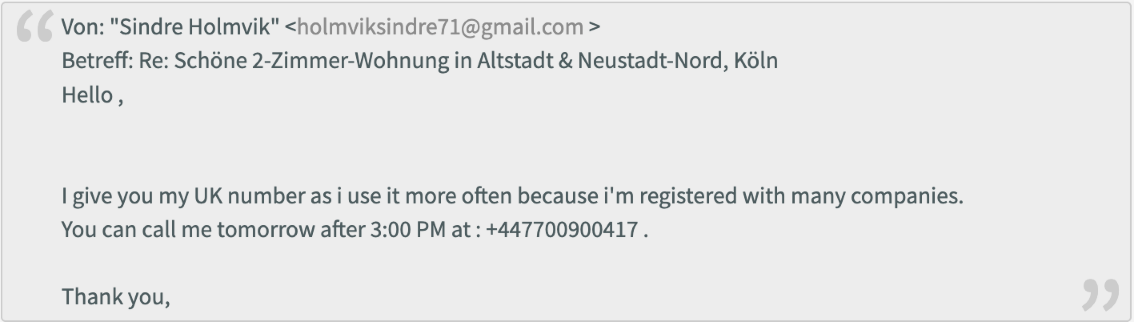 Von: "Sindre Holmvik" <holmviksindre71@gmail.com >
Betreff: Re: Schöne 2-Zimmer-Wohnung in Altstadt & Neustadt-Nord, Köln
Hello ,
I give you my UK number as i use it more often because i'm registered with many companies.
You can call me tomorrow after 3:00 PM at : +447700900417 .
Thank you,